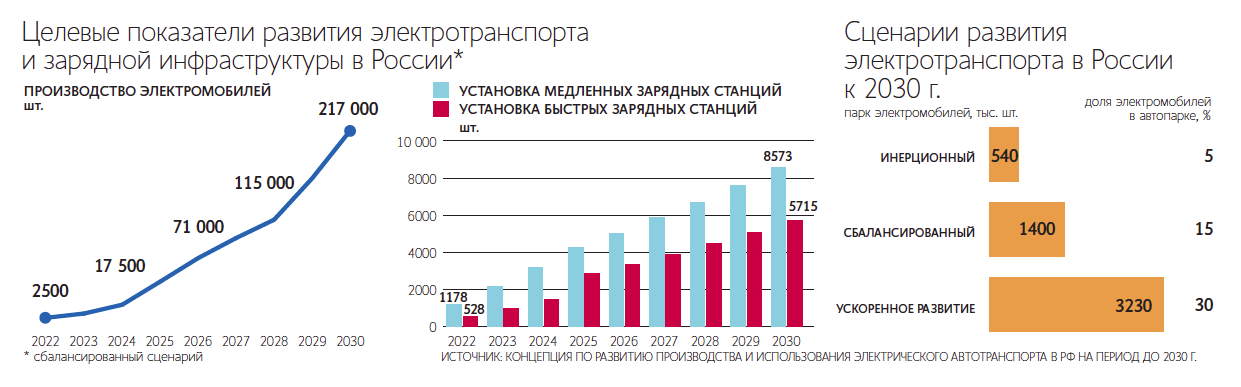 Целевые показатели развития электротранспорта
и зарядной инфраструктуры в России*
ПРОИЗВОДСТВО ЭЛЕКТРОМОБИЛЕЙ
шт.
217 000
115 000
71 000
17 500
2500
2022 2023 2024 2025 2026 2027 2028 2029 2030
* сбалансированный сценарий
УСТАНОВКА МЕДЛЕННЫХ ЗАРЯДНЫХ СТАНЦИЙ
УСТАНОВКА БЫСТРЫХ ЗАРЯДНЫХ СТАНЦИЙ
шт.
10 000
8573
8000
5715
6000
4000
2000
1178
528
0
2022 2023 2024 2025 2026 2027 2028 2029 2030
Сценарии развития
электротранспорта в России
к 2030 г.
парк электромобилей, тыс. шт.
доля электромобилей
в автопарке, %
ИНЕРЦИОННЫЙ 540 5
СБАЛАНСИРОВАННЫЙ 1400 15
УСКОРЕННОЕ РАЗВИТИЕ 3230 30
ИСТОЧНИК: КОНЦЕПЦИЯ ПО РАЗВИТИЮ ПРОИЗВОДСТВА И ИСПОЛЬЗОВАНИЯ ЭЛЕКТРИЧЕСКОГО АВТОТРАНСПОРТА В РФ НА ПЕРИОД ДО 2030 Г.